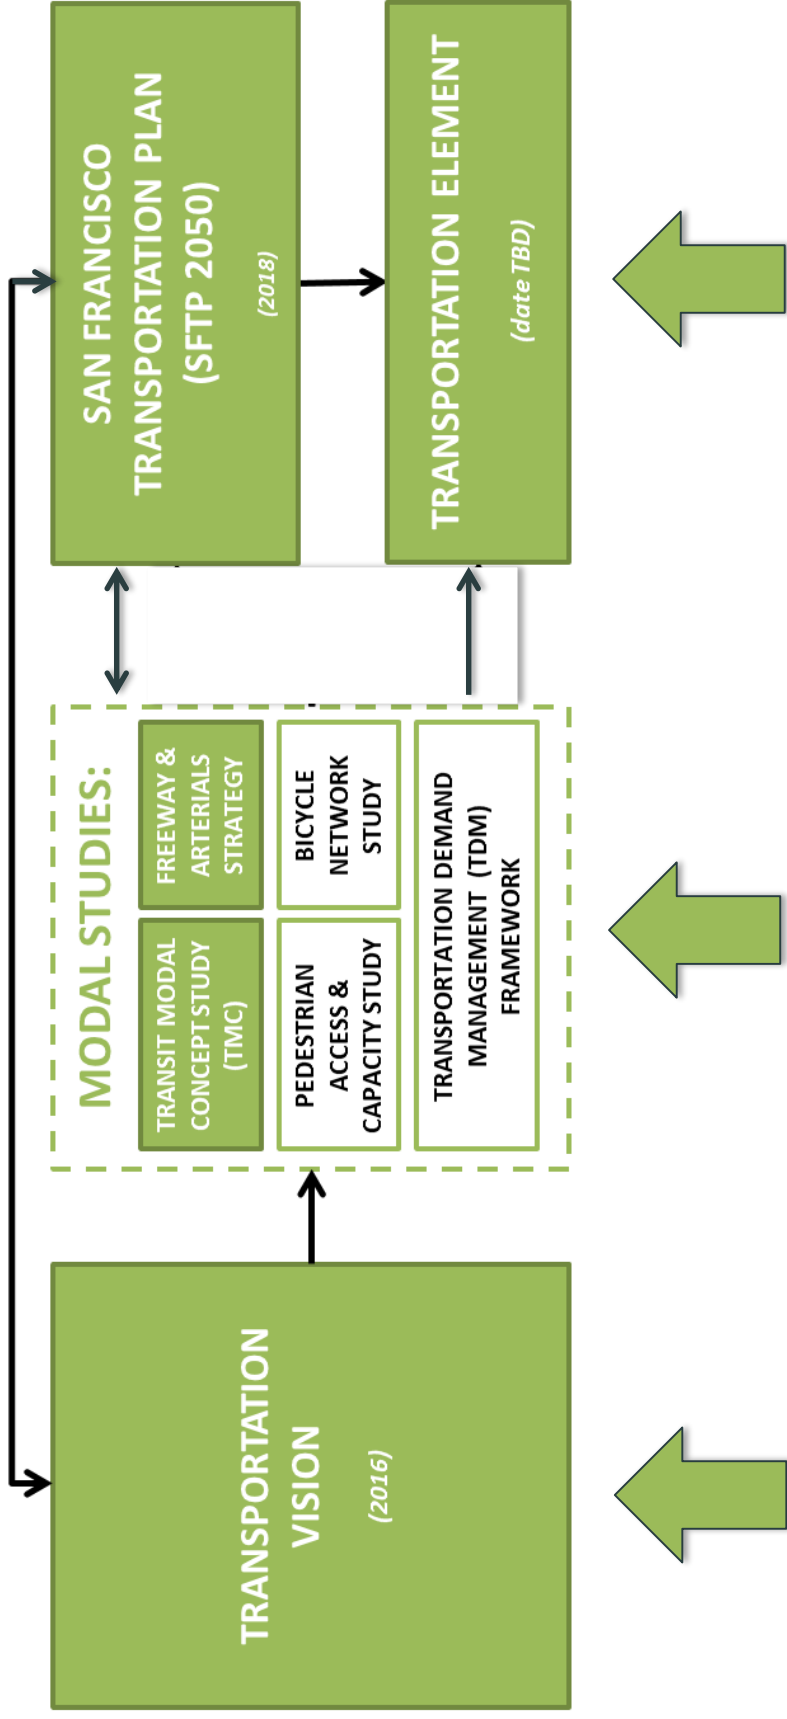 TRANSPORTATION
VISION
(2016)
MODAL STUDIES:
TRANSIT MODAL
CONCEPT STUDY
(TMC)
FREEWAY &
ARTERIALS
STRATEGY
PEDESTRIAN
ACCESS &
CAPACITY STUDY
BICYCLE
NETWORK
STUDY
TRANSPORTATION DEMAND
MANAGEMENT (TDM)
FRAMEWORK
SAN FRANCISCO
TRANSPORTATION PLAN
(SFTP 2050)
(2018)
TRANSPORTATION ELEMENT
(date TBD)